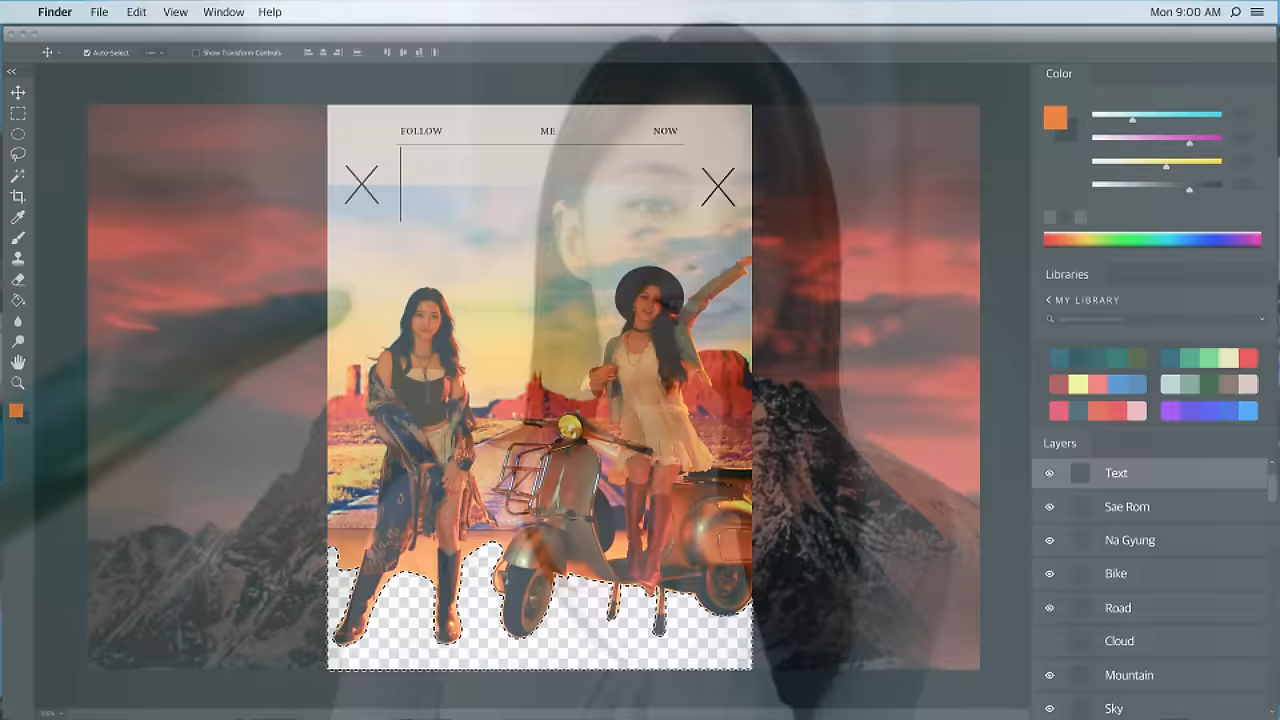 Finder File Edit View Window Help Mon 9:00 AM
Auto-Select Show Transform Controls
Color
FOLLOW ME NOW
Libraries
MY LIBRARY
Layers
Text
Sae Rom
Na Gyung
Bike
Road
Cloud
Mountain
Sky